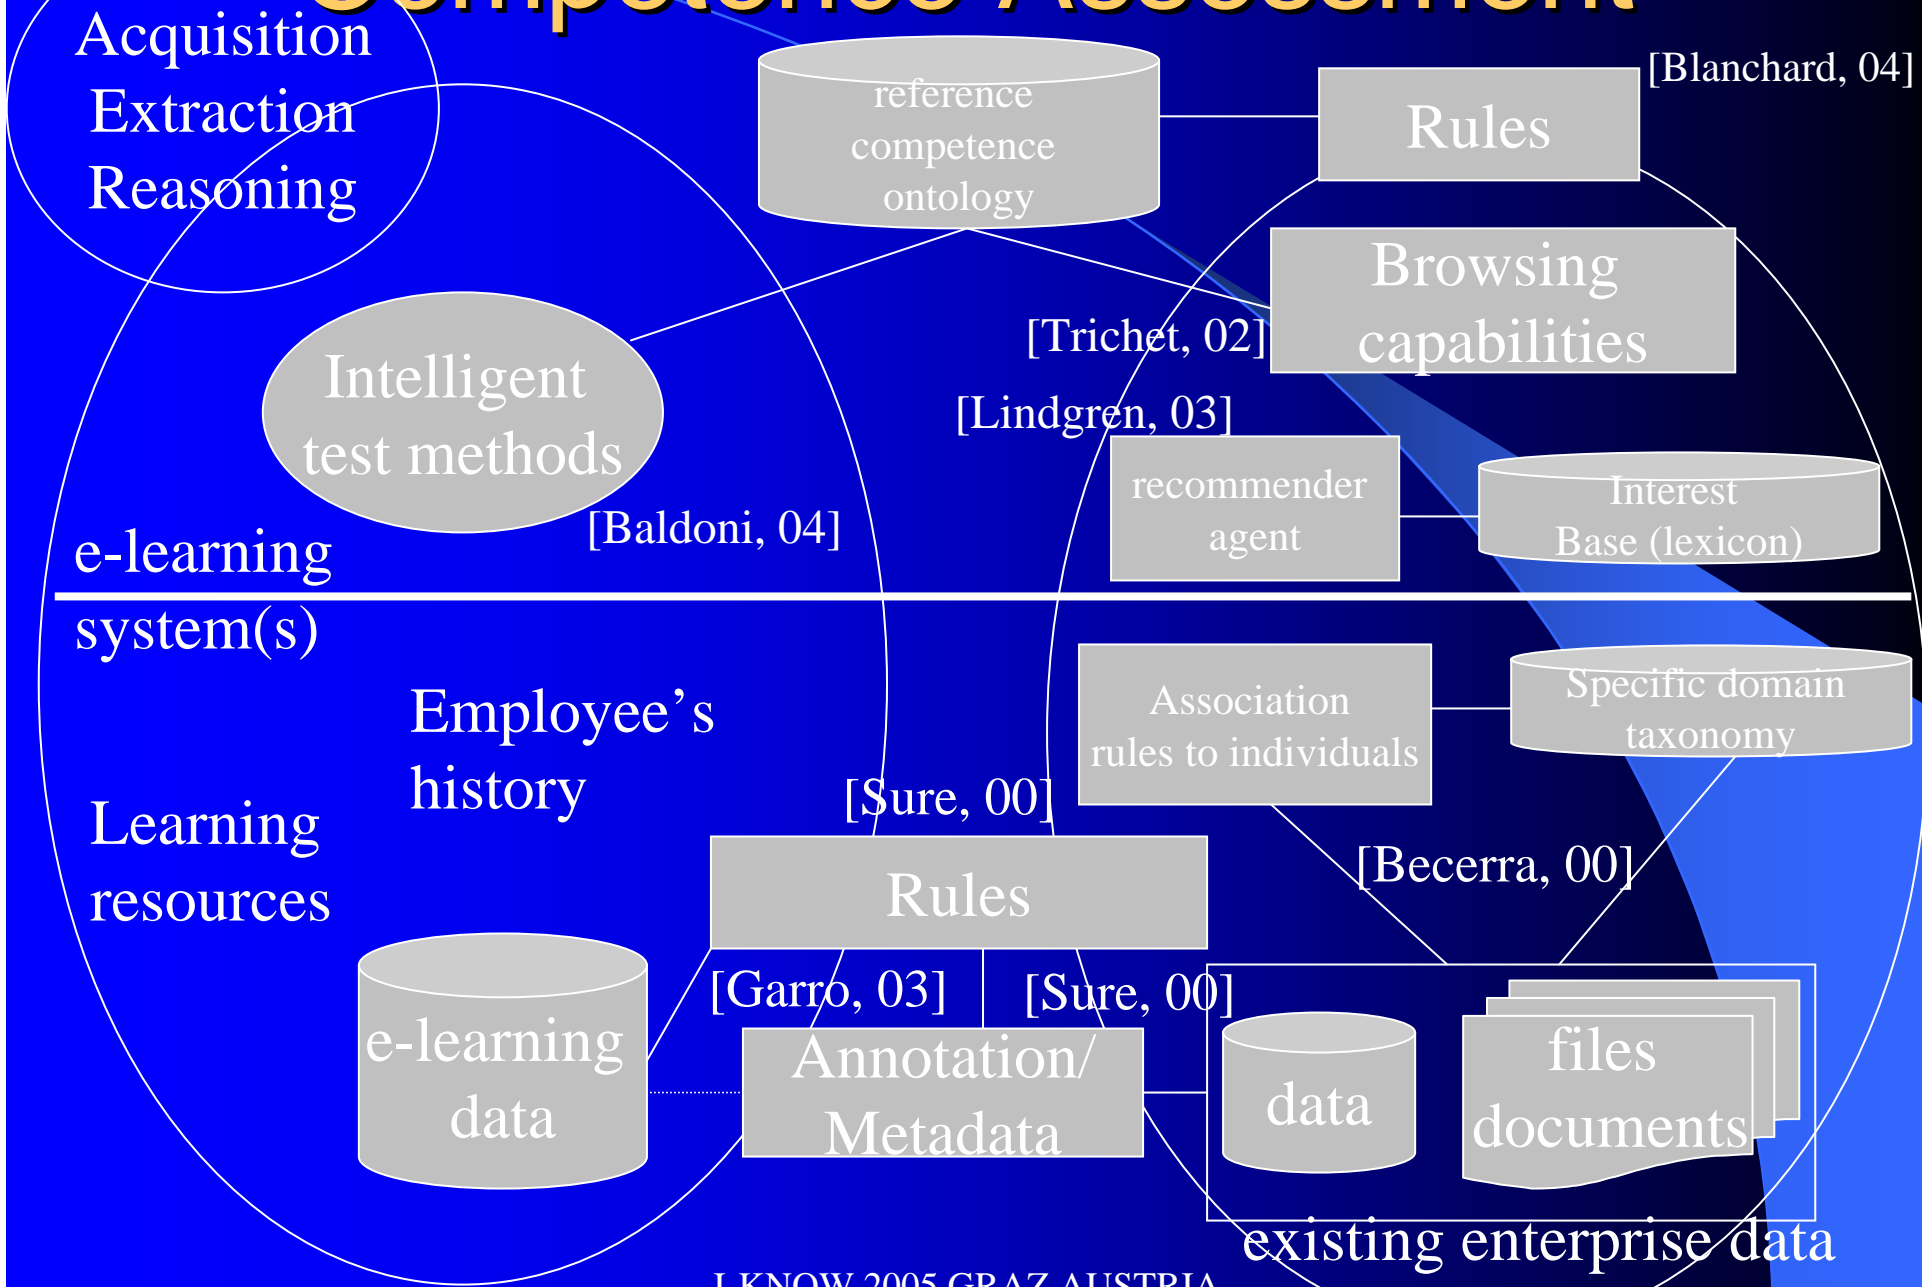 Competence Assessment
Acquisition
Extraction
Reasoning
reference
competence
ontology
Rules
[Blanchard, 04]
Browsing
capabilities
[Trichet, 02]
[Lindgren, 03]
Intelligent
test methods
[Baldoni, 04]
recommender
agent
Interest
Base (lexicon)
e-learning
system(s)
Employee’s
history
Association
rules to individuals
Specific domain
taxonomy
[Sure, 00]
Learning
resources
[Becerra, 00]
Rules
[Garro, 03]
[Sure, 00]
e-learning
data
Annotation/
Metadata
data
files
documents
existing enterprise data
I-KNOW 2005 GRAZ AUSTRIA